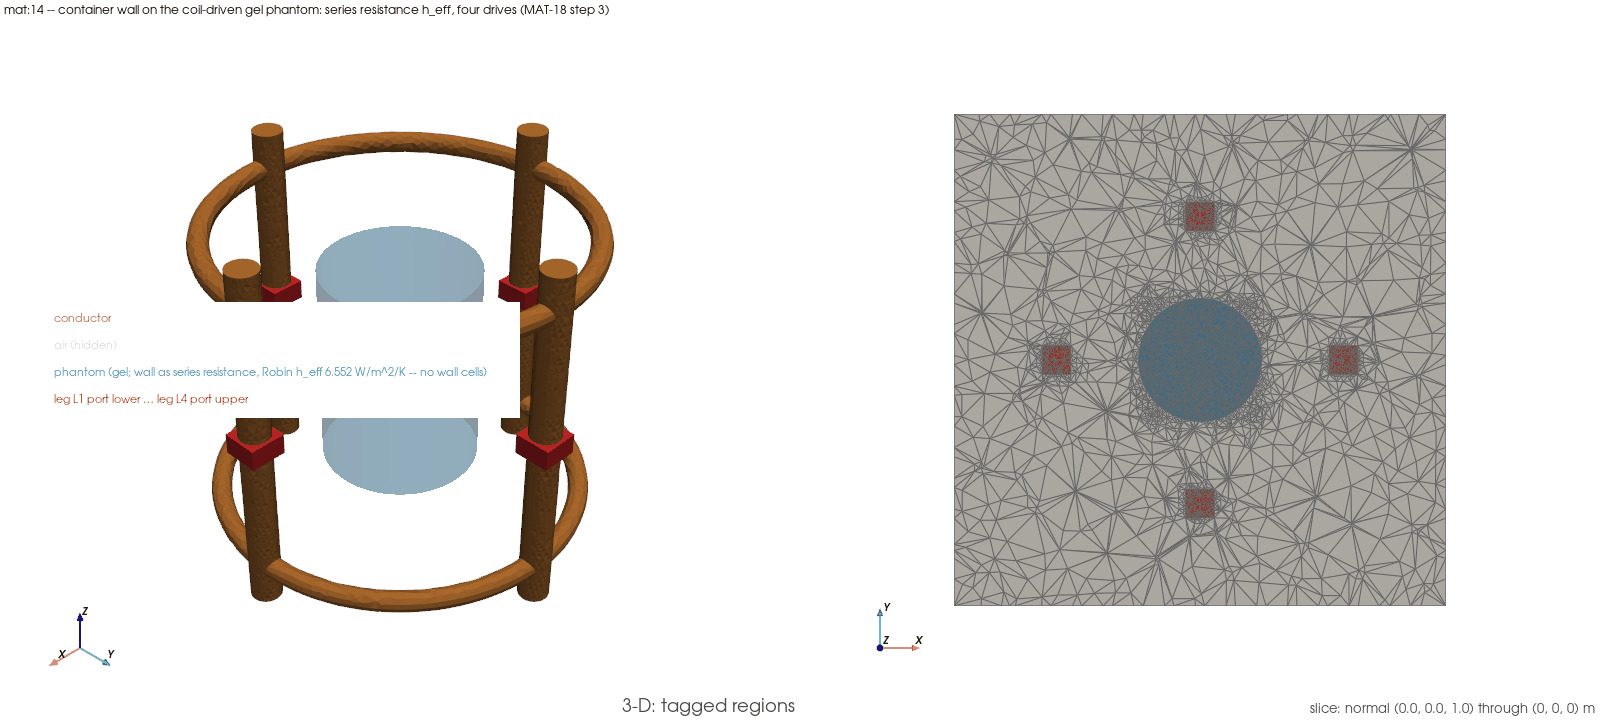 mat:14 -- container wall on the coil-driven gel phantom: series resistance h_eff, four drives (MAT-18 step 3)
conductor
air (hidden)
phantom (gel; wall as series resistance, Robin h_eff 6.552 W/m^2/K -- no wall cells)
leg L1 port lower ... leg L4 port upper
Z
X
Y
Y
Z
X
3-D: tagged regions
slice: normal (0.0, 0.0, 1.0) through (0, 0, 0) m